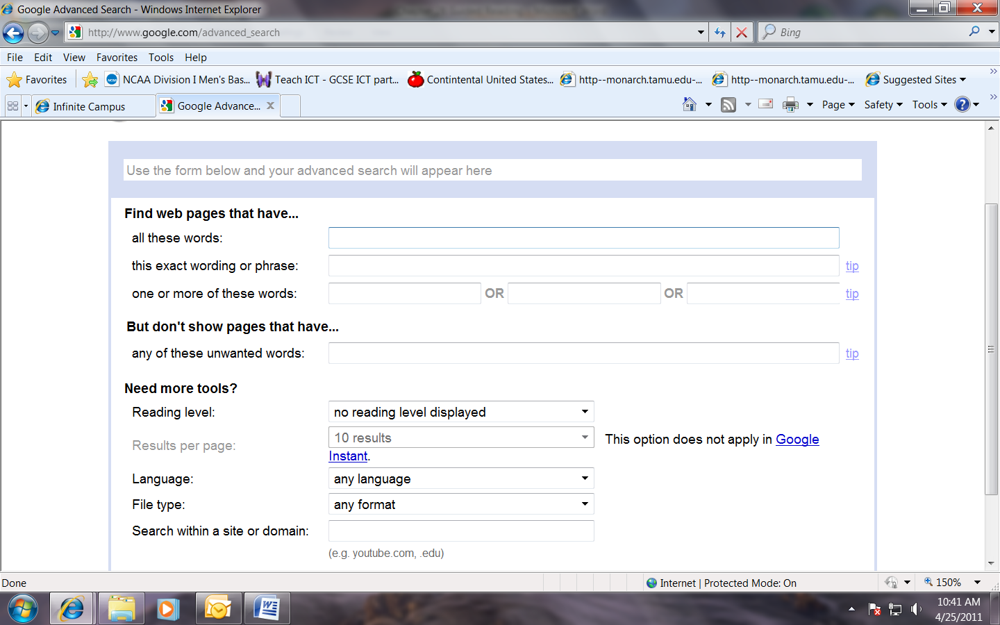 Google Advanced Search - Windows Internet Explorer
http://www.google.com/advanced_search Bing
File Edit View Favorites Tools Help
Favorites NCAA Division I Men's Bas... Teach ICT - GCSE ICT part... Contintental United States... http--monarch.tamu.edu-... http--monarch.tamu.edu-... Suggested Sites
Infinite Campus Google Advance... Page Safety Tools
Use the form below and your advanced search will appear here
Find web pages that have...
all these words:
this exact wording or phrase: tip
one or more of these words: OR OR tip
But don't show pages that have...
any of these unwanted words: tip
Need more tools?
Reading level: no reading level displayed
Results per page: 10 results This option does not apply in Google
Instant.
Language: any language
File type: any format
Search within a site or domain:
(e.g. youtube.com, .edu)
Done Internet | Protected Mode: On 150%
10:41 AM
4/25/2011